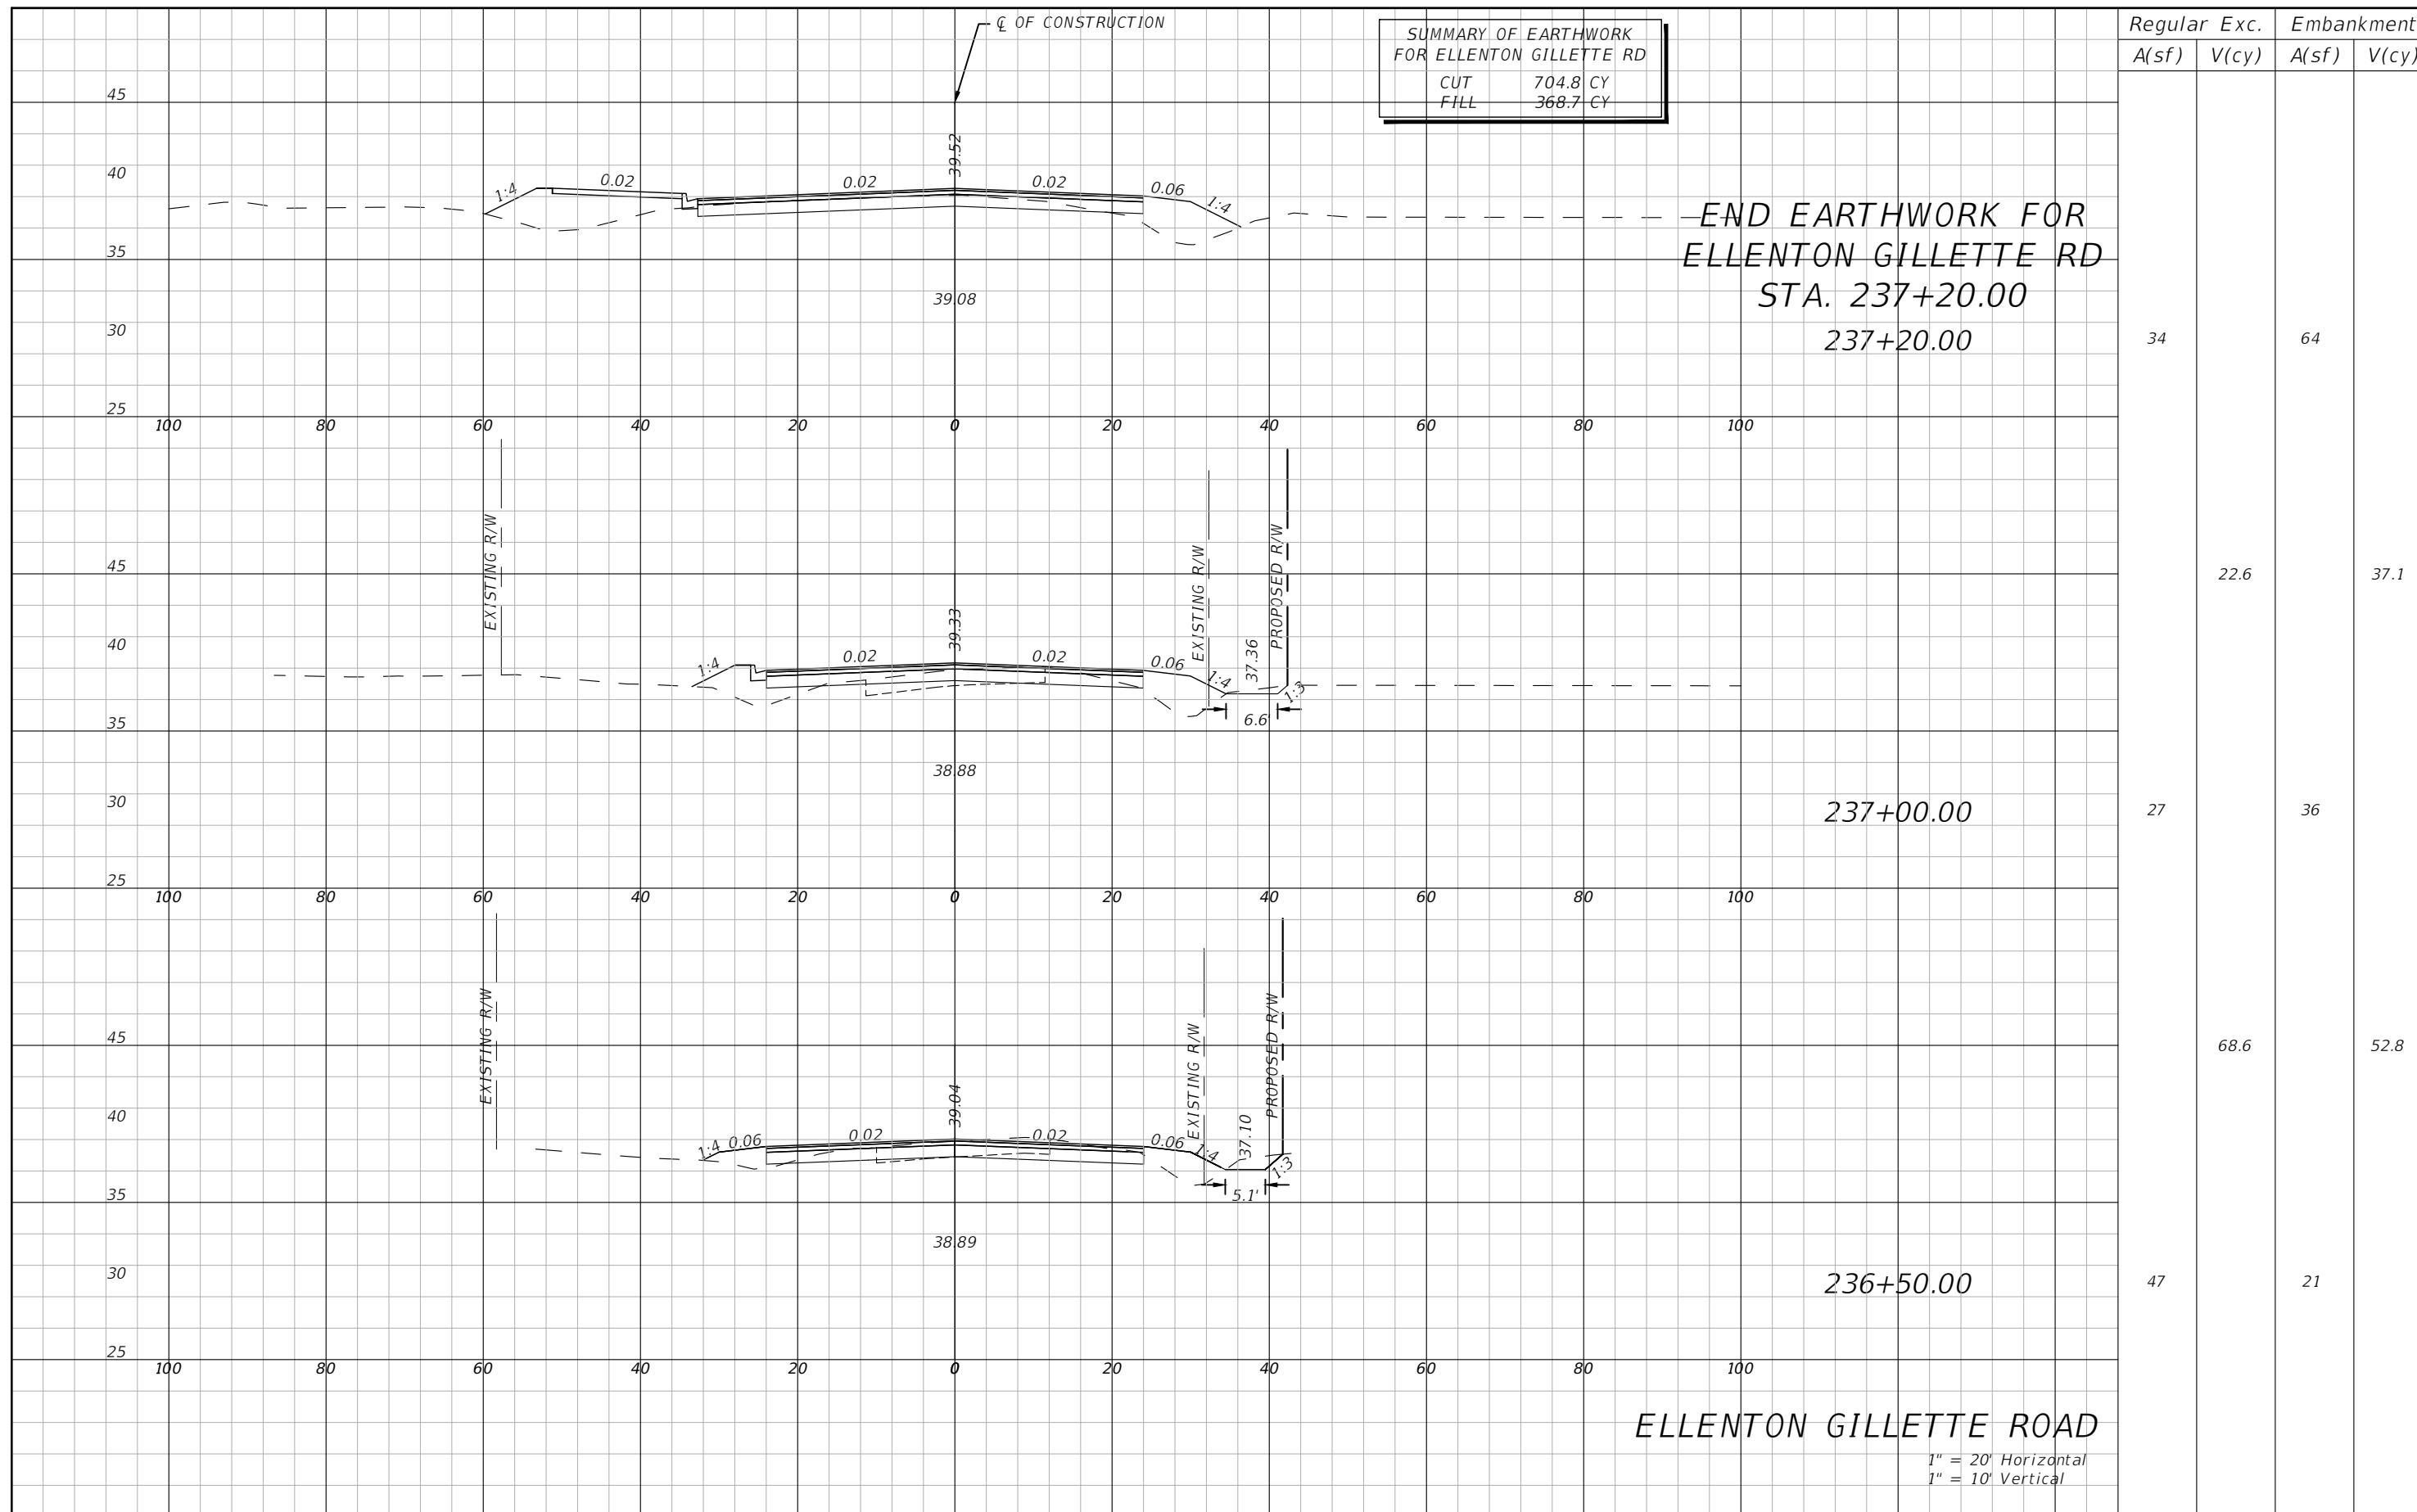 ℄ OF CONSTRUCTION
SUMMARY OF EARTHWORK
FOR ELLENTON GILLETTE RD
CUT 704.8 CY
FILL 368.7 CY
Regular Exc. Embankment
A(sf) V(cy) A(sf) V(cy)
45
39.52
40
1:4 0.02 0.02 0.02 0.06 1:4
END EARTHWORK FOR
35
ELLENTON GILLETTE RD
39.08
STA. 237+20.00
30
237+20.00 34 64
25
100 80 60 40 20 0 20 40 60 80 100
EXISTING R/W
EXISTING R/W
PROPOSED R/W
45
22.6 37.1
39.33
40
37.36
1:4 0.02 0.02 0.06 1:4 1:3
35
6.6'
38.88
30
237+00.00 27 36
25
100 80 60 40 20 0 20 40 60 80 100
EXISTING R/W
EXISTING R/W
PROPOSED R/W
45
68.6 52.8
39.04
40
37.10
1:4 0.06 0.02 0.02 0.06 1:4 1:3
35
5.1'
38.89
30
236+50.00 47 21
25
100 80 60 40 20 0 20 40 60 80 100
ELLENTON GILLETTE ROAD
1" = 20' Horizontal
1" = 10' Vertical